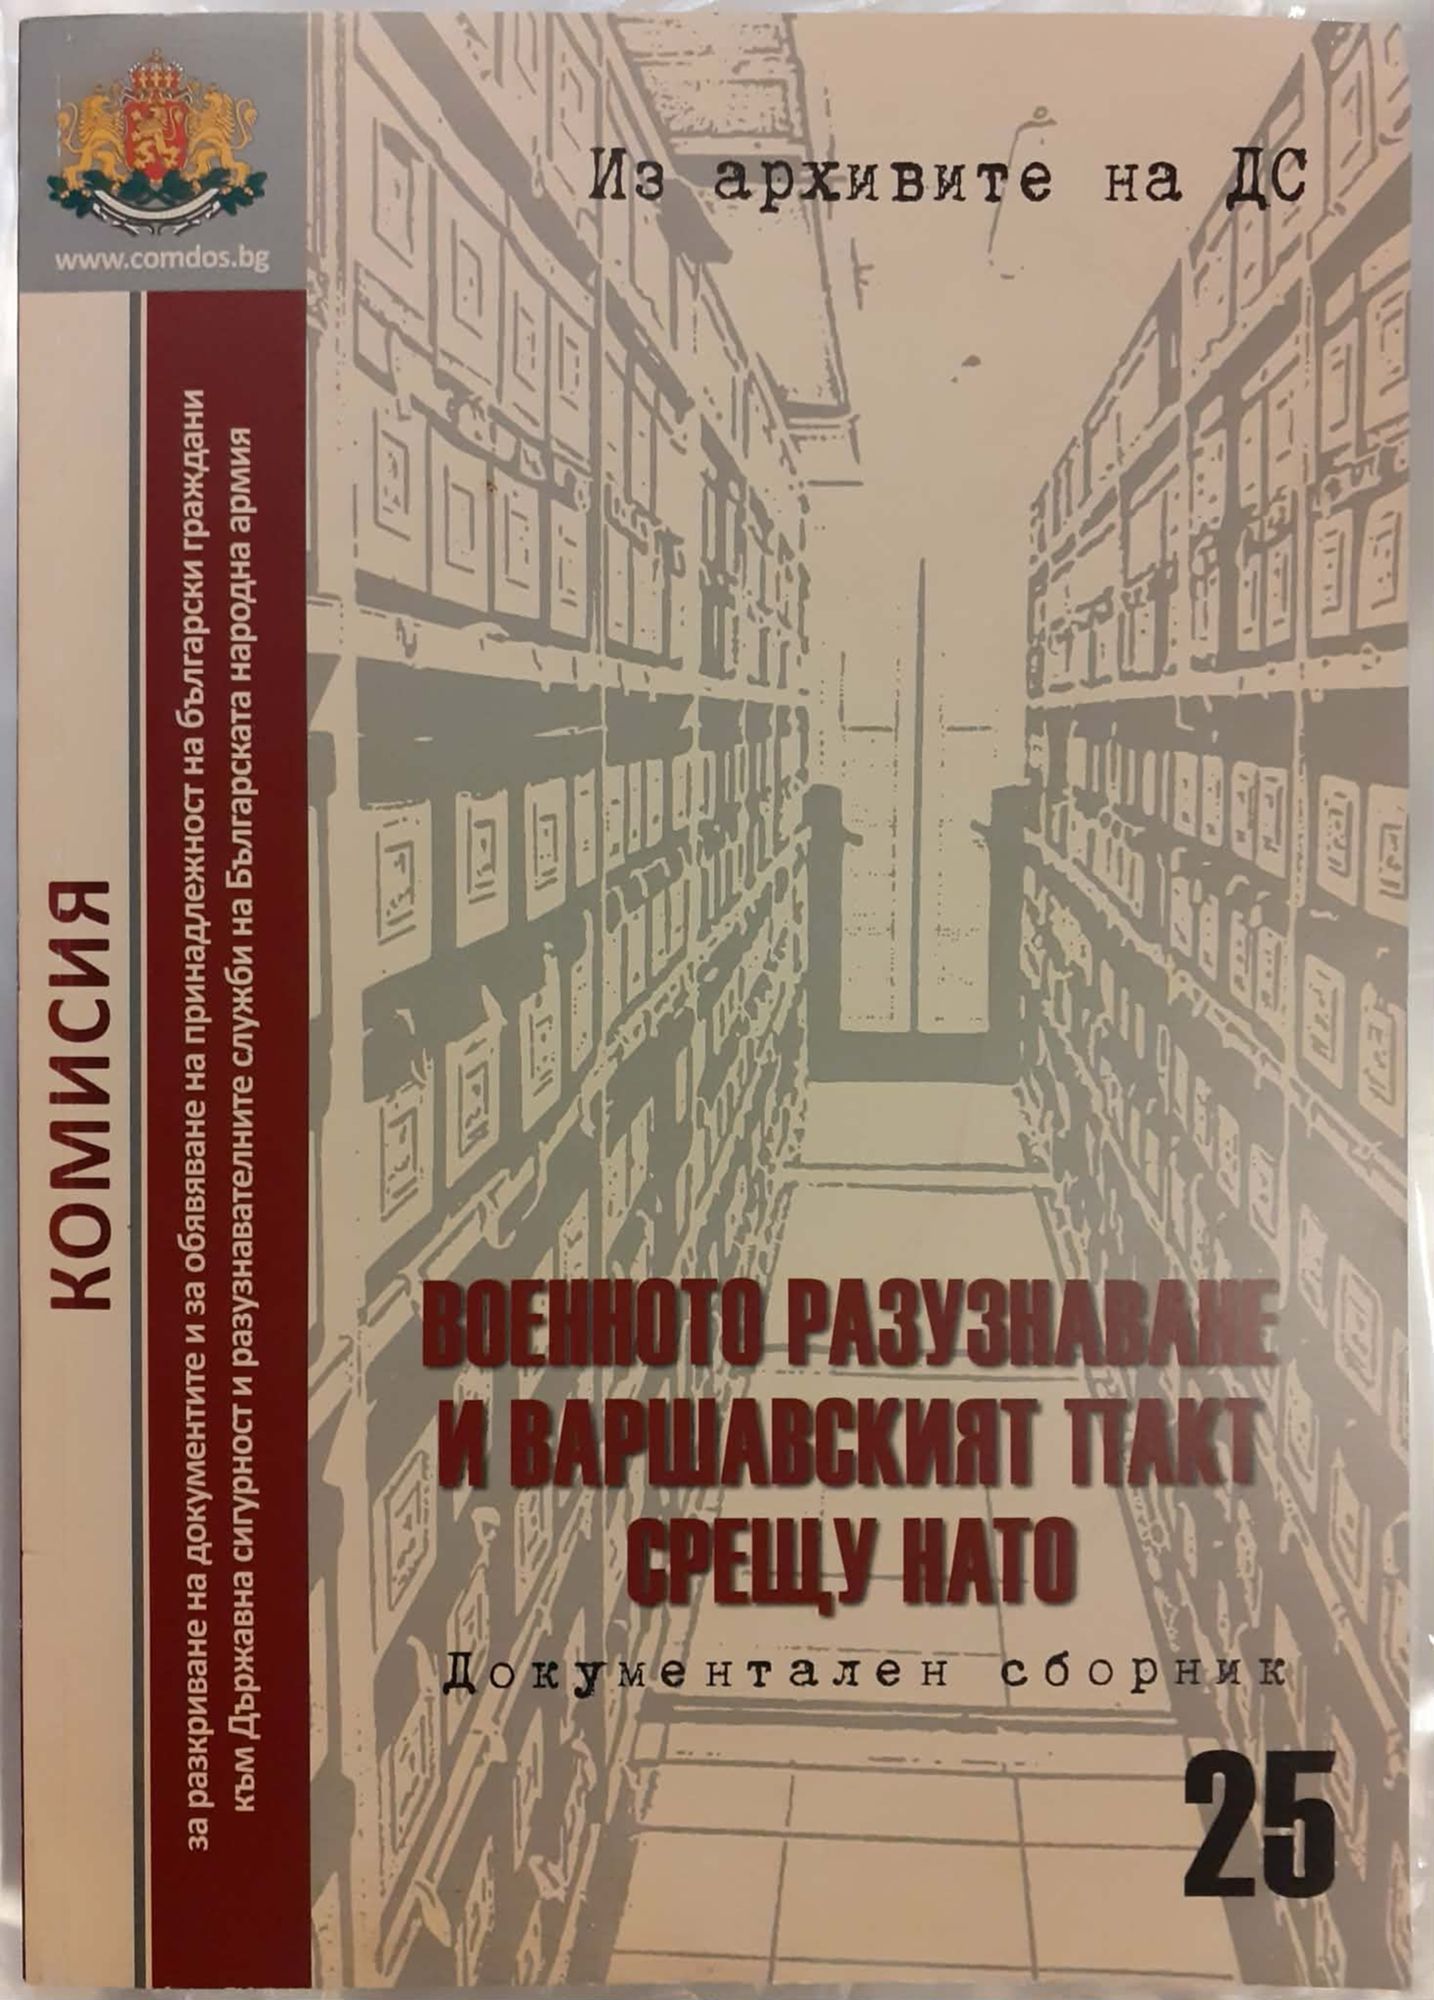 www.comdos.bg
Из архивите на ДС
КОМИСИЯ
за разкриване на документите и за обявяване на принадлежност на български граждани
към Държавна сигурност и разузнавателните служби на Българската народна армия
ВОЕННОТО РАЗУЗНАВАНЕ
И ВАРШАВСКИЯТ ПАКТ
СРЕЩУ НАТО
Документален сборник
25